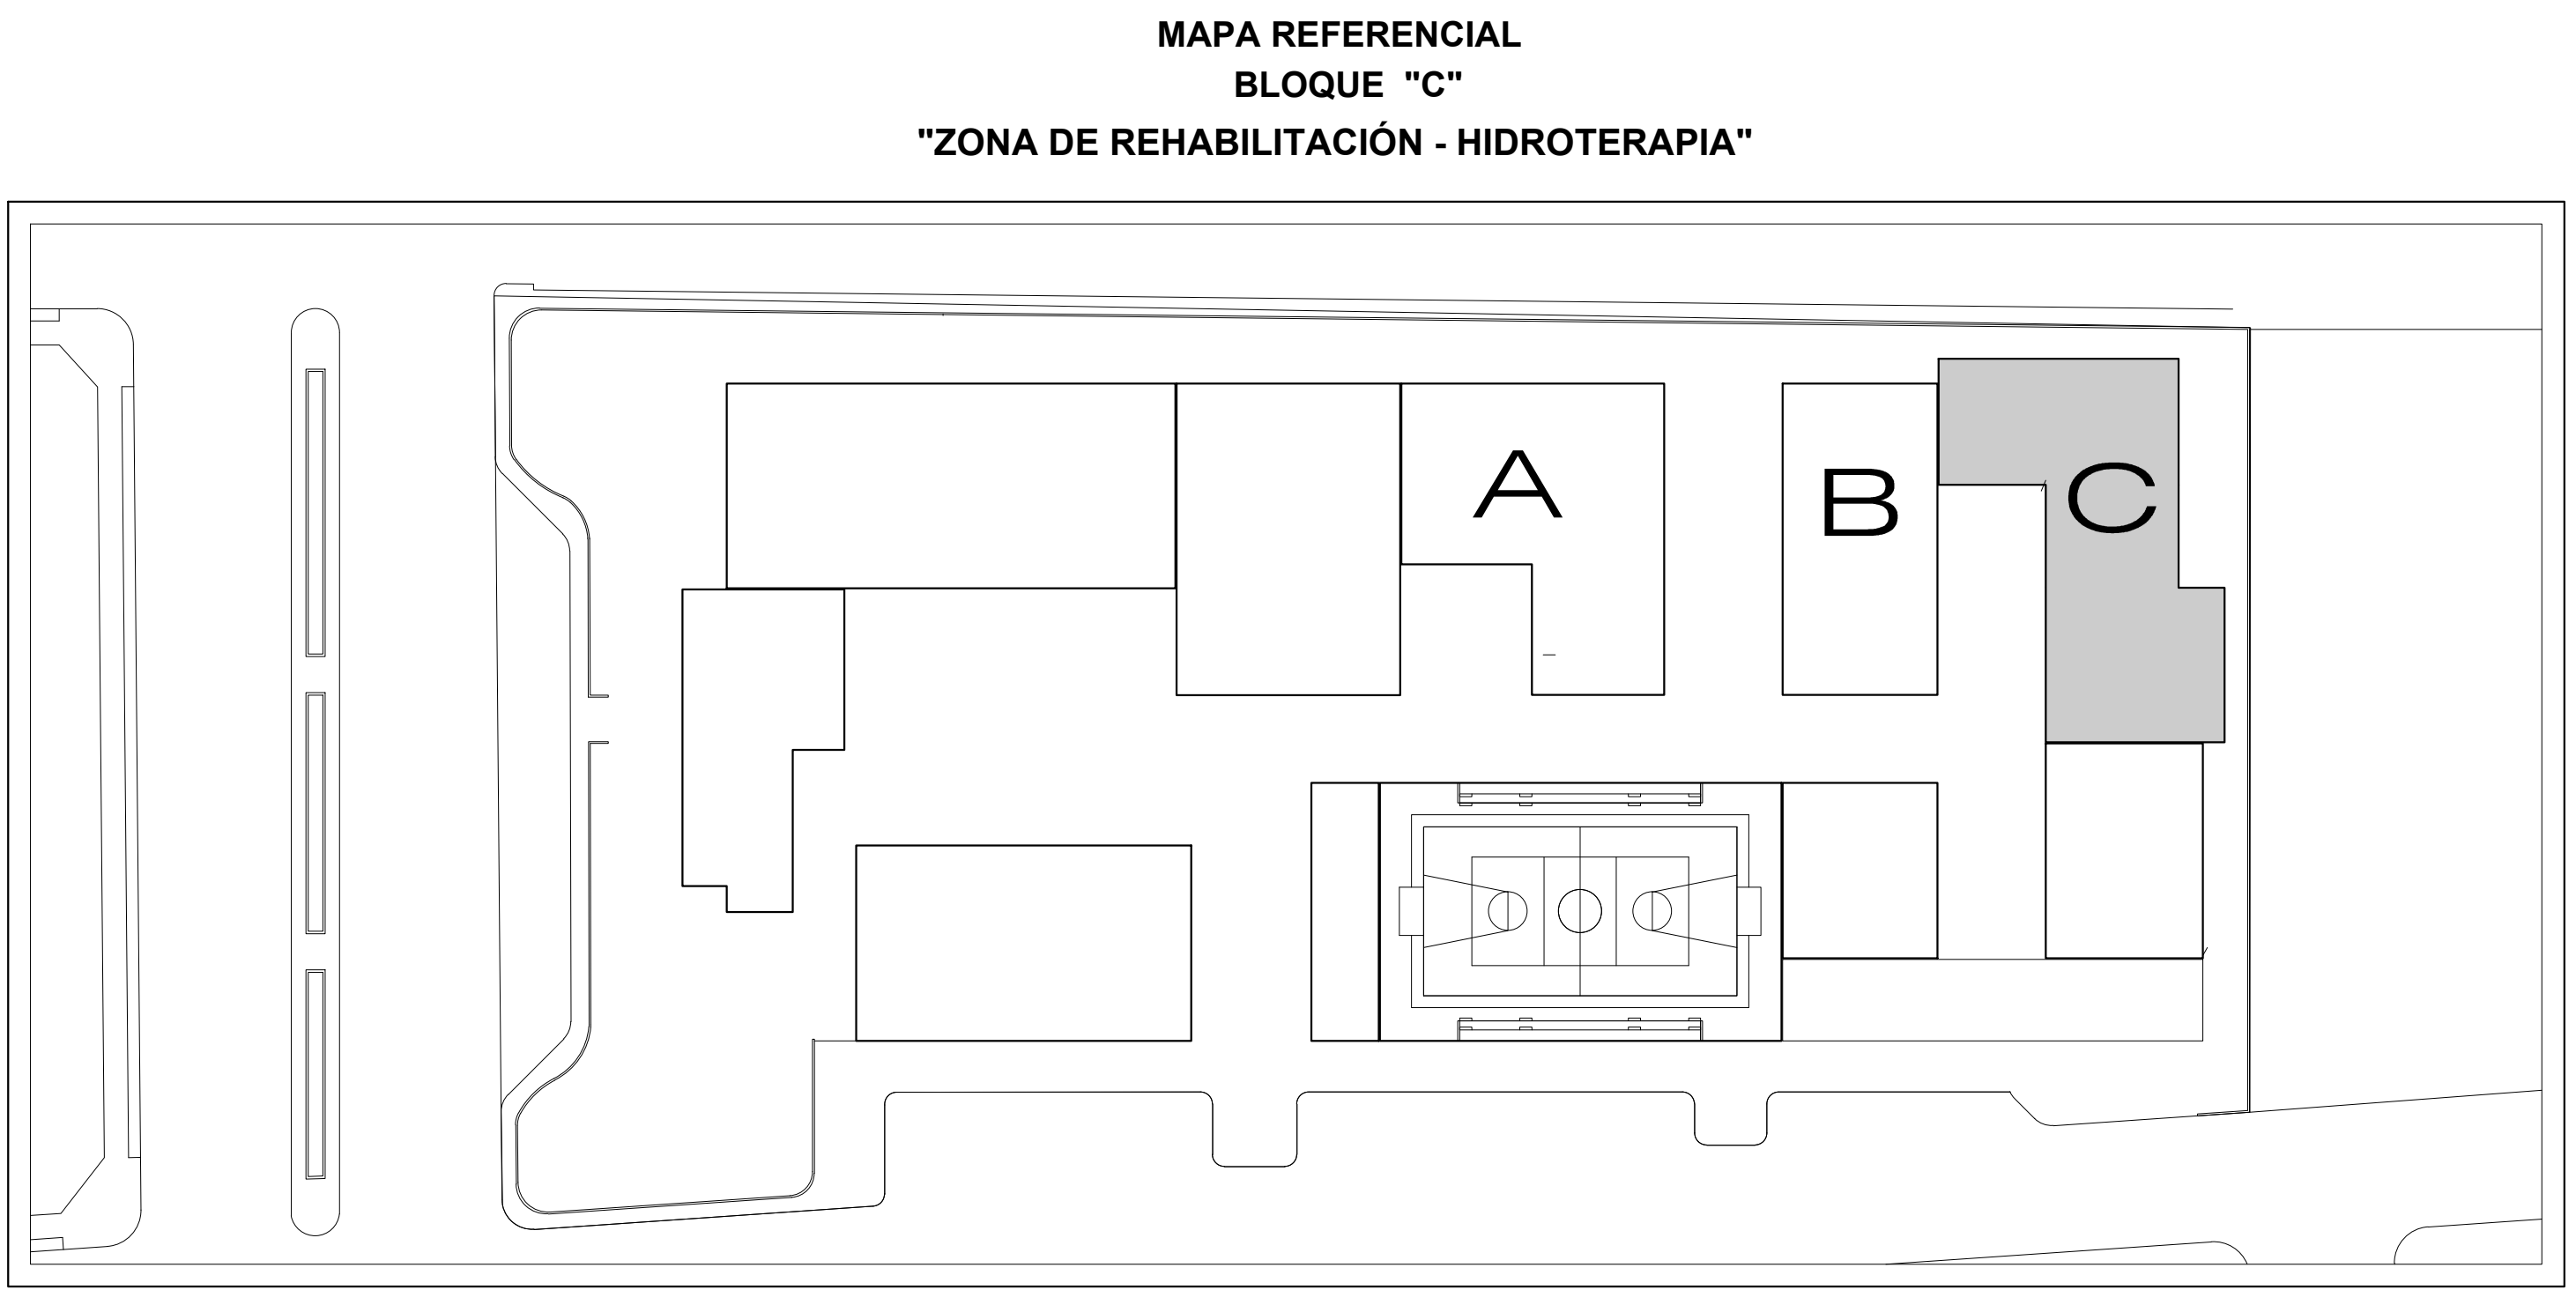 MAPA REFERENCIAL
BLOQUE "C"
"ZONA DE REHABILITACIÓN - HIDROTERAPIA"
A
B
C